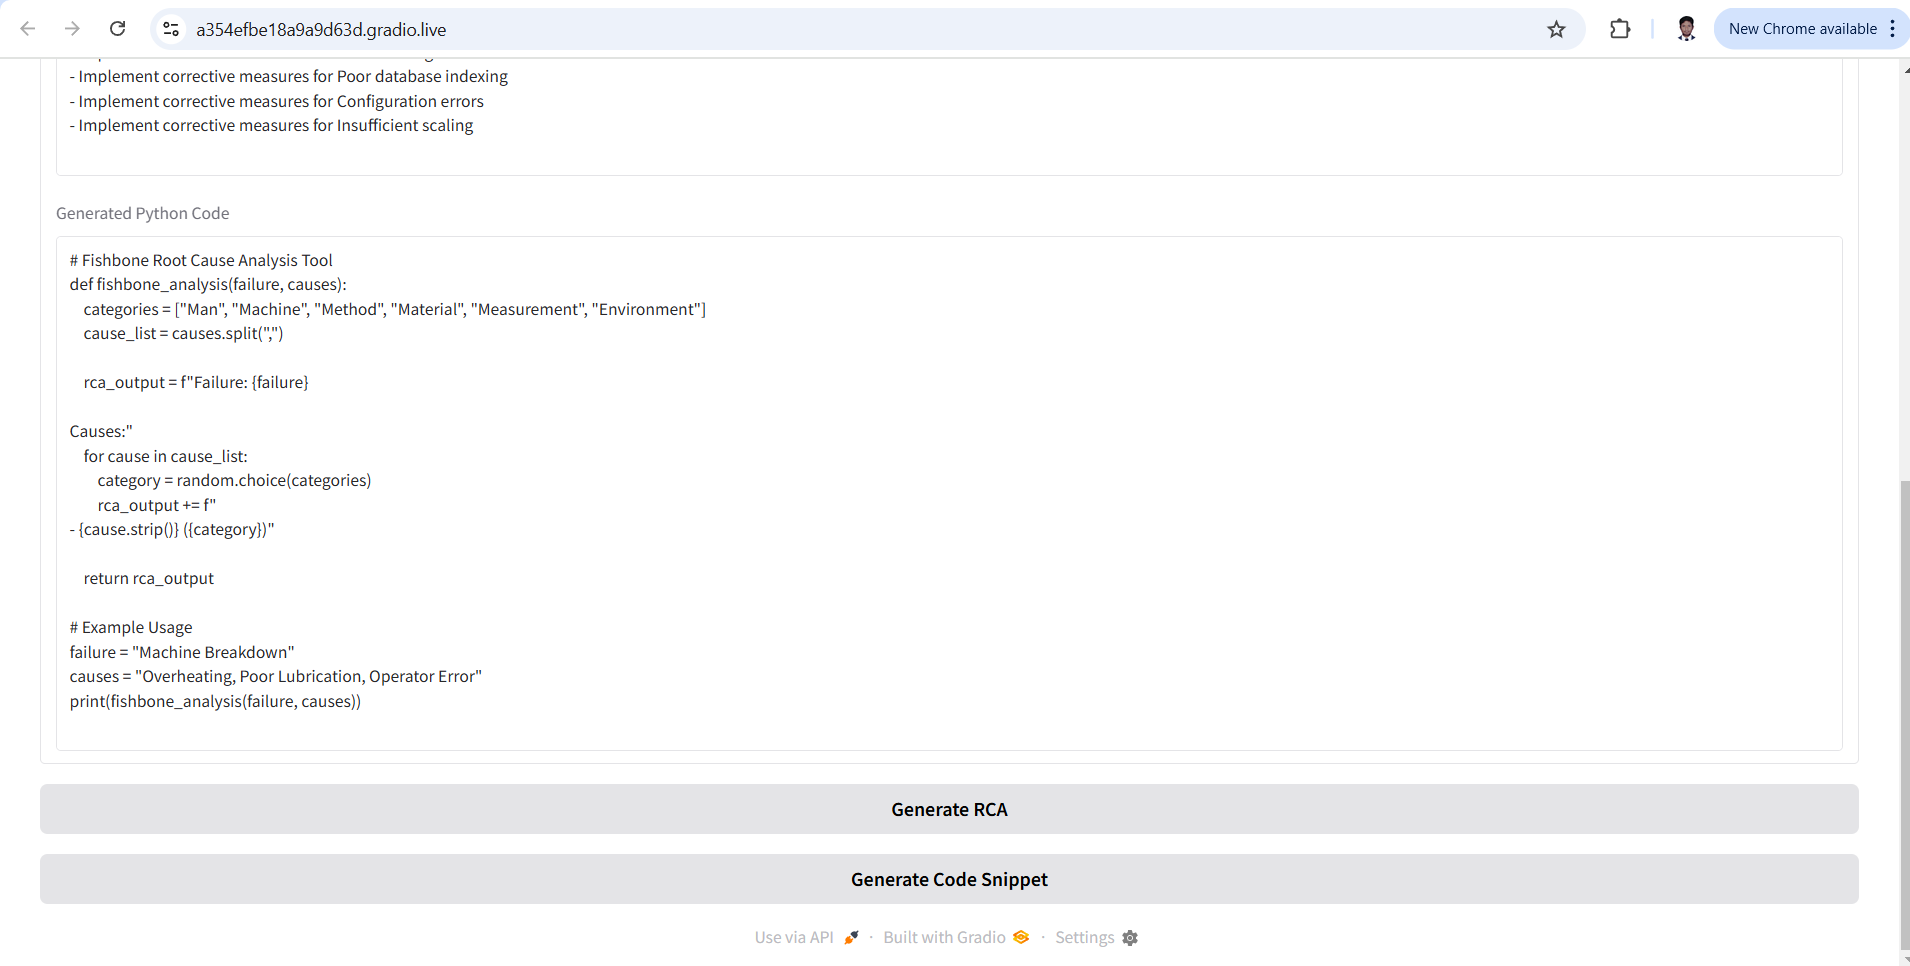 a354efbe18a9a9d63d.gradio.live
New Chrome available
- Implement corrective measures for Poor database indexing
- Implement corrective measures for Configuration errors
- Implement corrective measures for Insufficient scaling
Generated Python Code
# Fishbone Root Cause Analysis Tool
def fishbone_analysis(failure, causes):
    categories = ["Man", "Machine", "Method", "Material", "Measurement", "Environment"]
    cause_list = causes.split(",")
    rca_output = f"Failure: {failure}
Causes:"
    for cause in cause_list:
        category = random.choice(categories)
        rca_output += f"
- {cause.strip()} ({category})"
    return rca_output
# Example Usage
failure = "Machine Breakdown"
causes = "Overheating, Poor Lubrication, Operator Error"
print(fishbone_analysis(failure, causes))
Generate RCA
Generate Code Snippet
Use via API · Built with Gradio · Settings